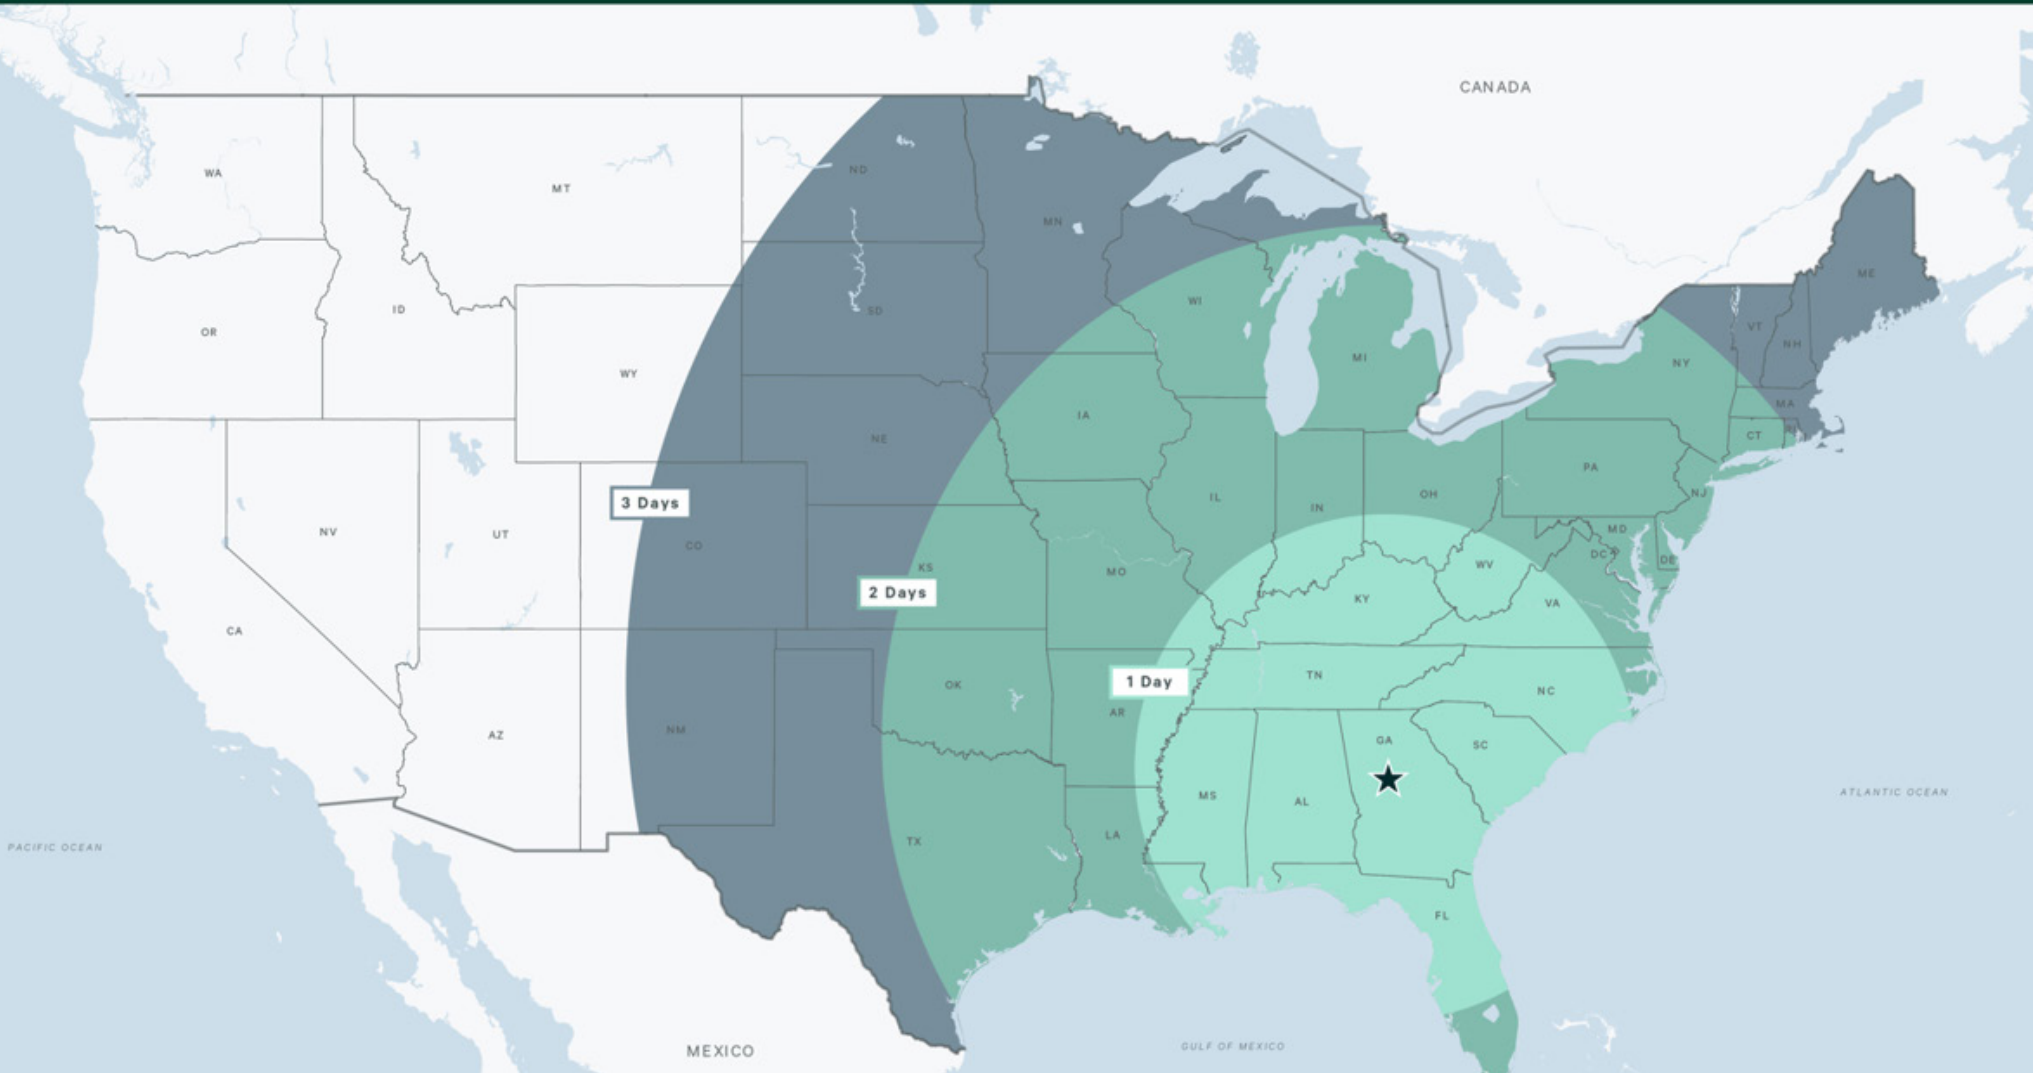 CANADA
WA
MT
ND
MN
ME
OR
ID
SD
WI
VT
NH
MI
NY
WY
MA
IA
NE
CT
RI
PA
3 Days
NV
UT
CO
IL
IN
OH
NJ
MD
DC
DE
2 Days
KS
MO
WV
KY
VA
CA
1 Day
OK
AR
TN
NC
AZ
NM
GA
SC
MS
AL
ATLANTIC OCEAN
PACIFIC OCEAN
TX
LA
FL
MEXICO
GULF OF MEXICO